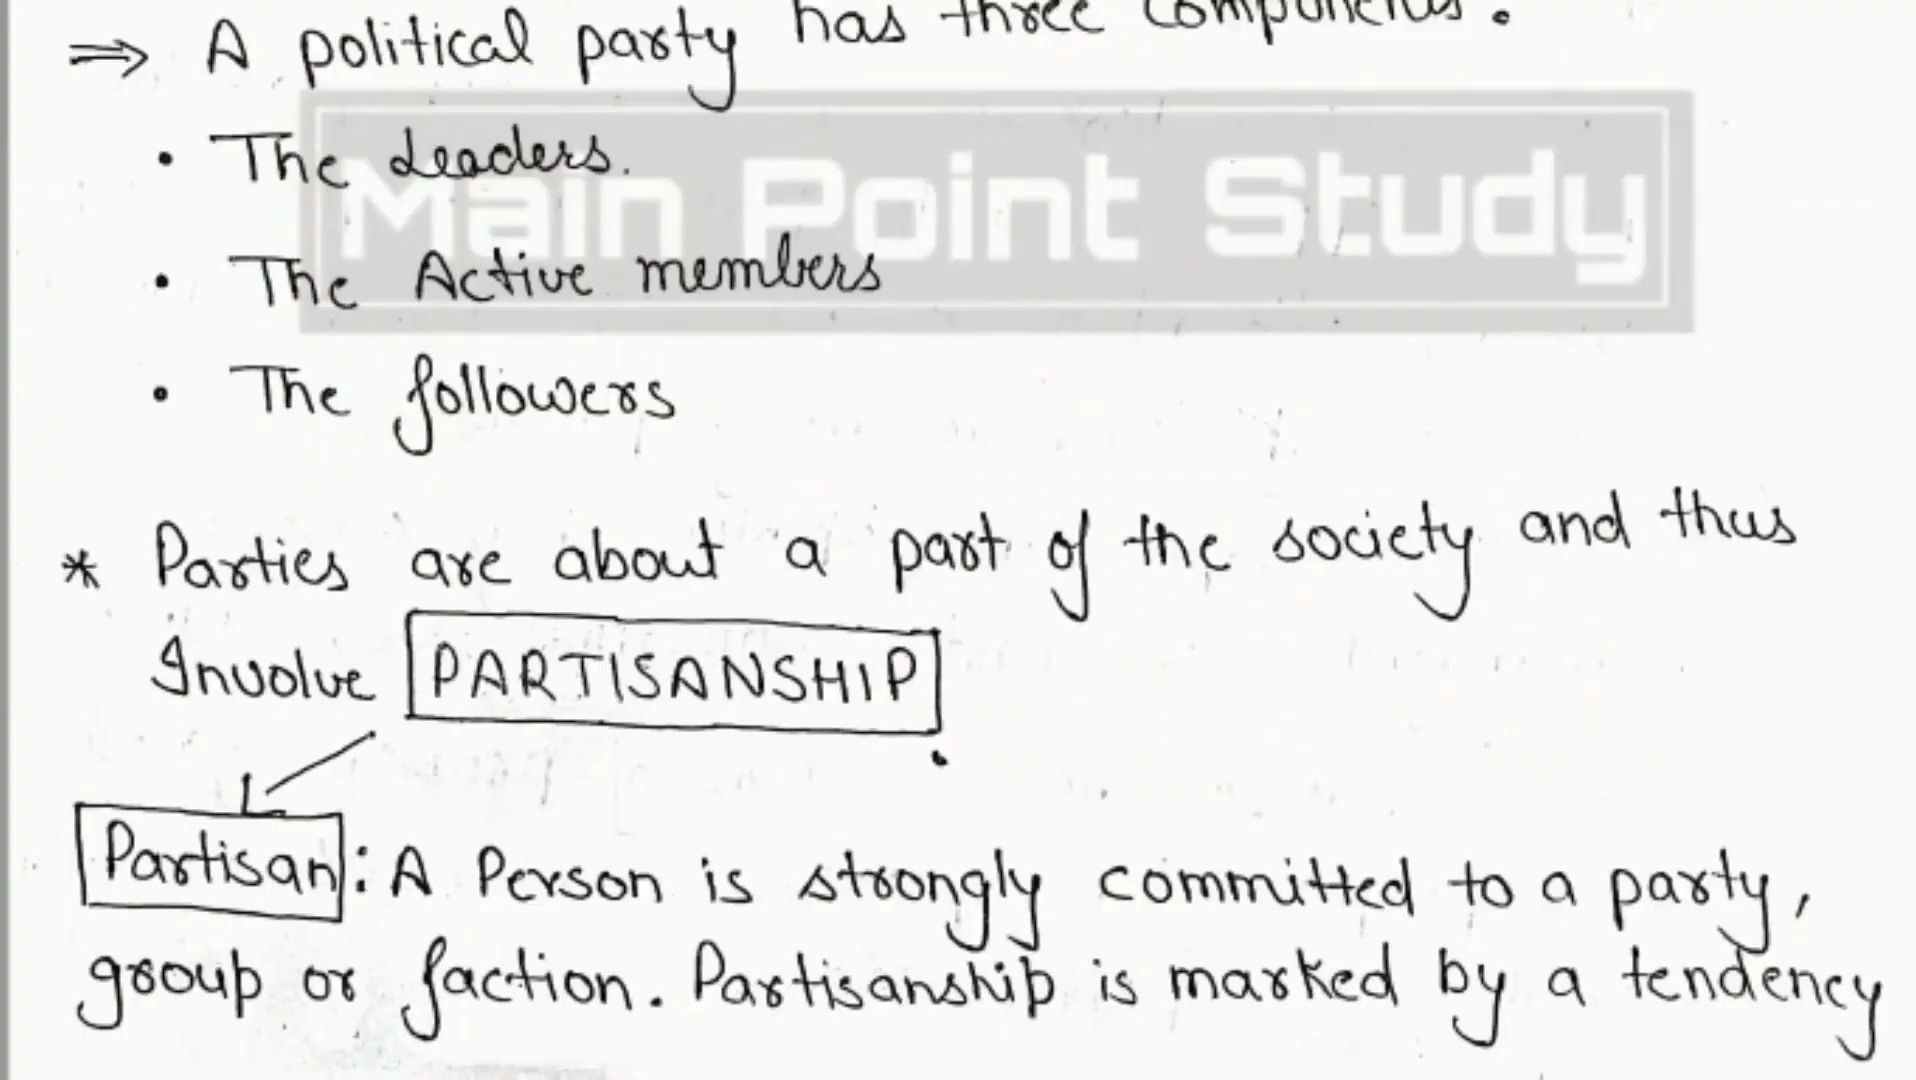 ⇒ A political party has three components.
• The Leaders.
Main Point Study
• The Active members
• The followers
* Parties are about a part of the society and thus
Involve PARTISANSHIP.
Partisan: A Person is strongly committed to a party,
group or faction. Partisanship is marked by a tendency